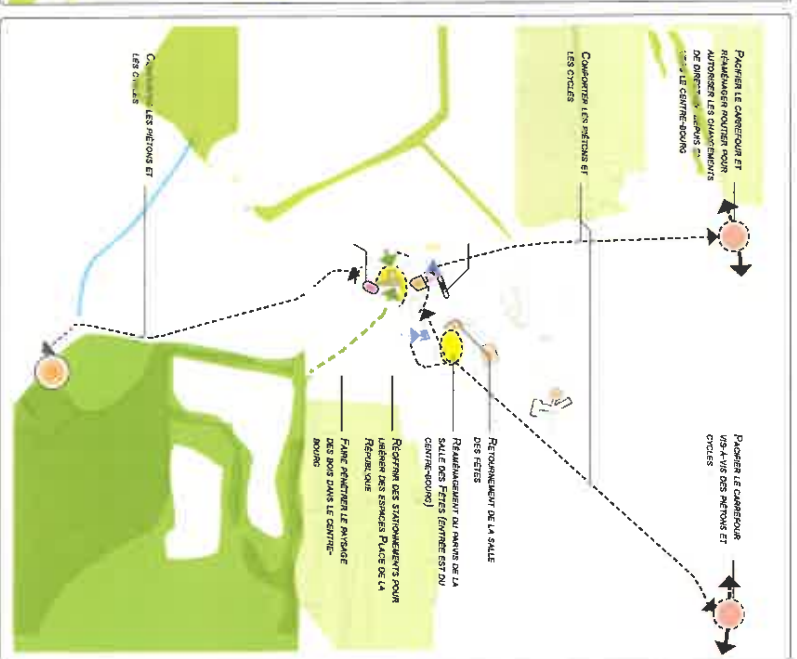 PACIFIER LE CARREFOUR ET
RÉAMÉNAGER ROUTIER POUR
AUTORISER LES CHANGEMENTS
DE DEPUIS
LE CENTRE-BOURG
CONFORTER LES PIÉTONS ET
LES CYCLES
LES PIÉTONS ET
LES CYCLES
PACIFIER LE CARREFOUR
VIS-À-VIS DES PIÉTONS ET
CYCLES
RETOURNEMENT DE LA SALLE
DES FÊTES
RÉAMÉNAGEMENT DU PARVIS DE LA
SALLE DES FÊTES (ENTRÉE EST DU
CENTRE-BOURG)
RÉOFFRIR DES STATIONNEMENTS POUR
LIBÉRER DES ESPACES PLACE DE LA
RÉPUBLIQUE
FAIRE PÉNÉTRER LE PAYSAGE
DES BOIS DANS LE CENTRE-
BOURG